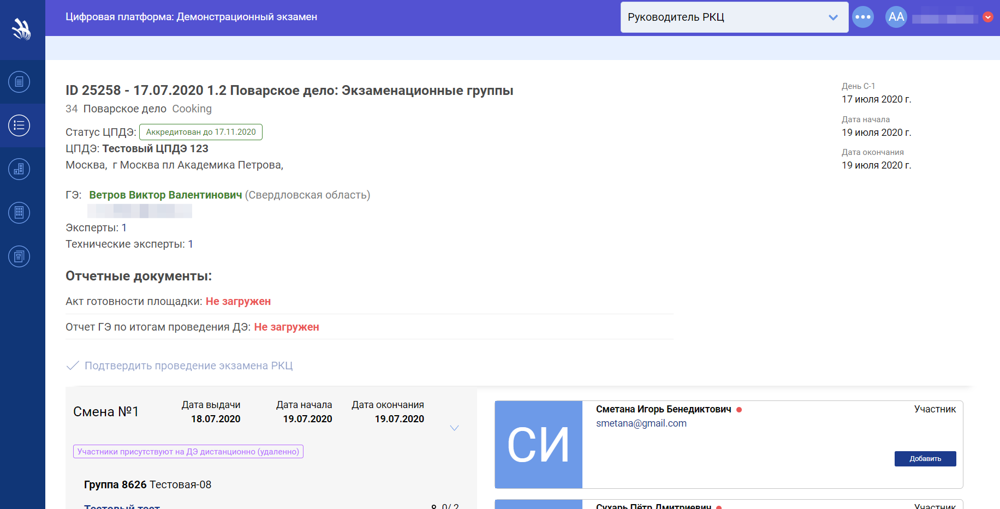 Цифровая платформа: Демонстрационный экзамен
Руководитель РКЦ
АА
ID 25258 - 17.07.2020 1.2 Поварское дело: Экзаменационные группы
34 Поварское дело Cooking
Статус ЦПДЭ: Аккредитован до 17.11.2020
ЦПДЭ: Тестовый ЦПДЭ 123
Москва, г Москва пл Академика Петрова,
День С-1
17 июля 2020 г.
Дата начала
19 июля 2020 г.
Дата окончания
19 июля 2020 г.
ГЭ: Ветров Виктор Валентинович (Свердловская область)
Эксперты: 1
Технические эксперты: 1
Отчетные документы:
Акт готовности площадки: Не загружен
Отчет ГЭ по итогам проведения ДЭ: Не загружен
Подтвердить проведение экзамена РКЦ
Смена №1
Дата выдачи
18.07.2020
Дата начала
19.07.2020
Дата окончания
19.07.2020
Участники присутствуют на ДЭ дистанционно (удаленно)
Группа 8626 Тестовая-08
Тестовый тест
0/ 2
СИ
Сметана Игорь Бенедиктович
Участник
smetana@gmail.com
Добавить
Сухарь Пётр Дмитриевич
Участник